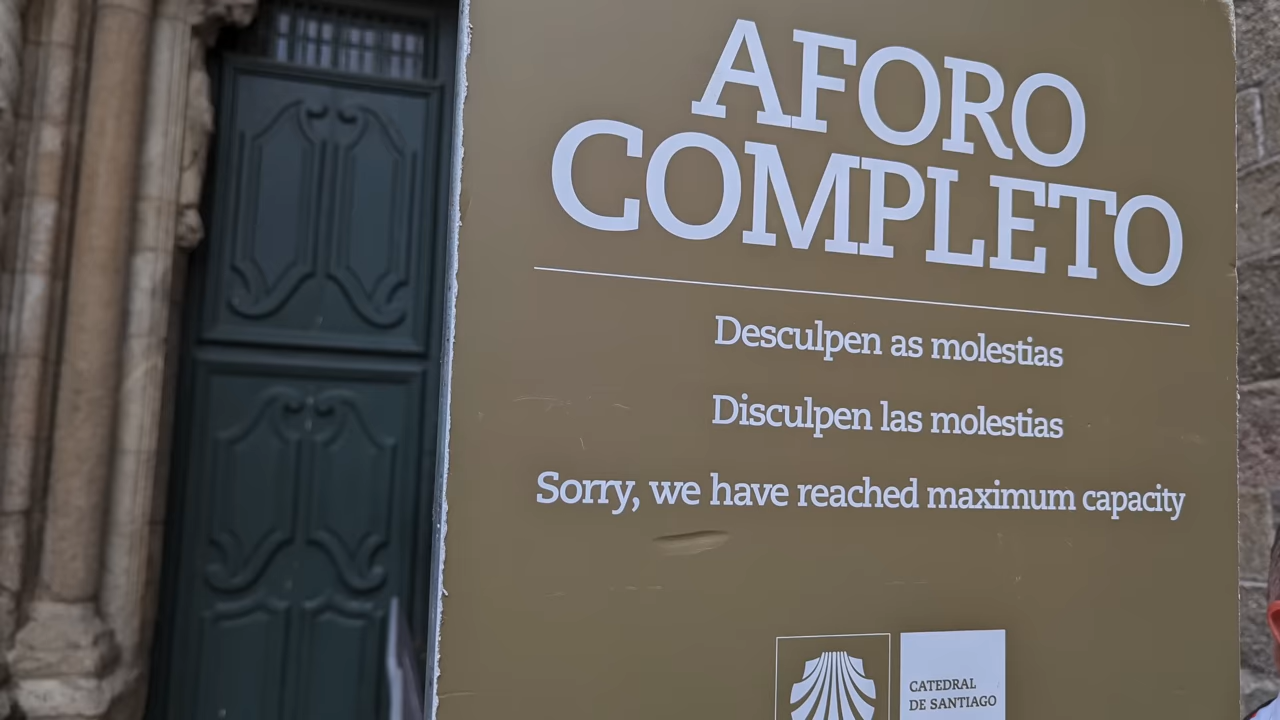 AFORO
COMPLETO
Desculpen as molestias
Disculpen las molestias
Sorry, we have reached maximum capacity
CATEDRAL
DE SANTIAGO